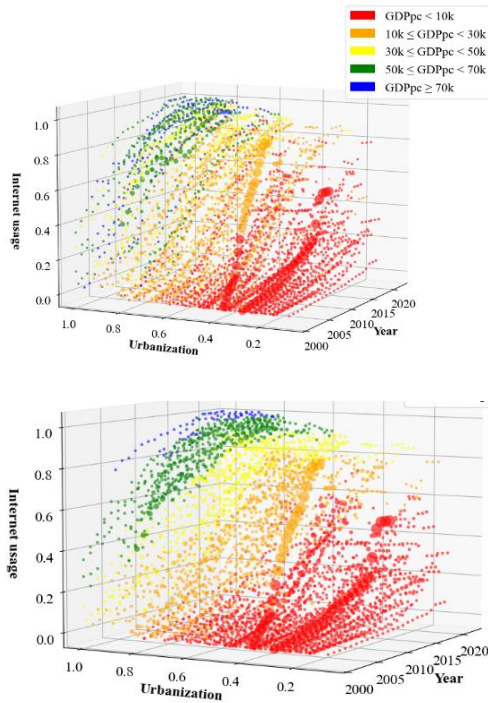 GDPpc < 10k
10k ≤ GDPpc < 30k
30k ≤ GDPpc < 50k
50k ≤ GDPpc < 70k
GDPpc ≥ 70k
1.0
0.8
0.6
0.4
0.2
0.0
Internet usage
1.0
0.8
0.6
0.4
0.2
Urbanization
2000
2005
2010
2015
2020
Year
1.0
0.8
0.6
0.4
0.2
0.0
Internet usage
1.0
0.8
0.6
0.4
0.2
Urbanization
2000
2005
2010
2015
2020
Year